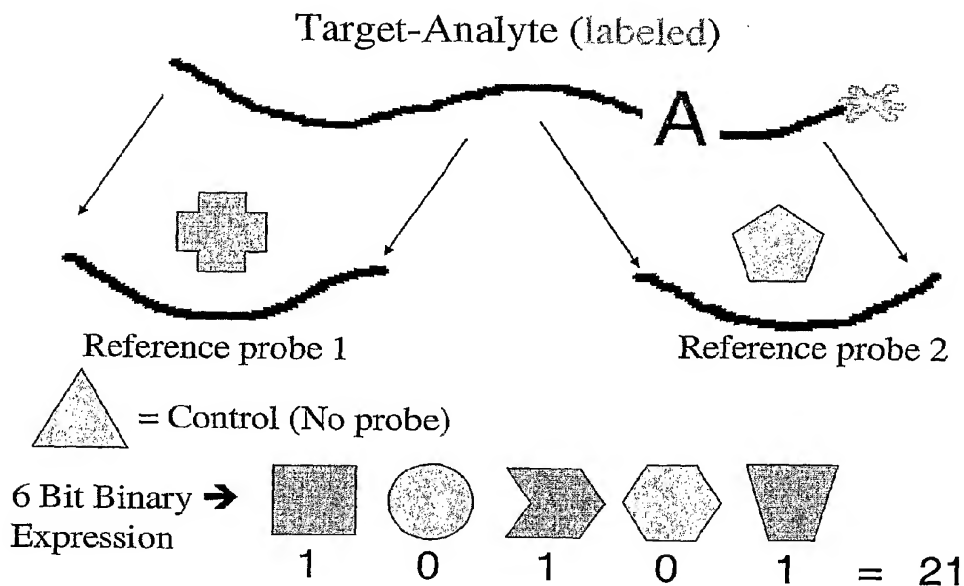 Target-Analyte (labeled)
A
Reference probe 1
Reference probe 2
= Control (No probe)
6 Bit Binary ➔
Expression
1 0 1 0 1 = 21